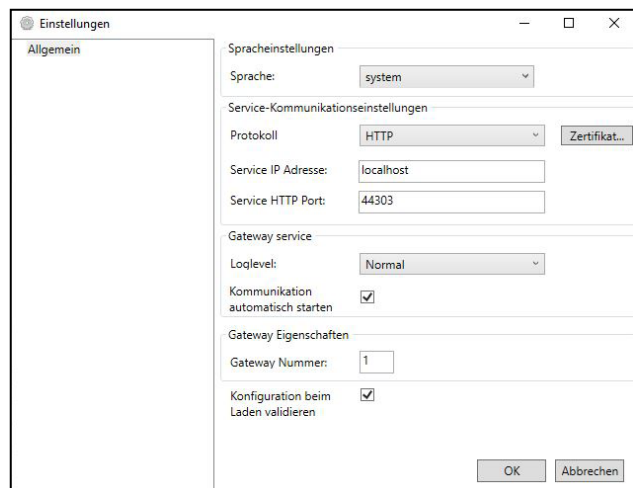 Einstellungen
Allgemein
Spracheinstellungen
Sprache: system
Service-Kommunikationseinstellungen
Protokoll HTTP Zertifikat...
Service IP Adresse: localhost
Service HTTP Port: 44303
Gateway service
Loglevel: Normal
Kommunikation
automatisch starten
Gateway Eigenschaften
Gateway Nummer: 1
Konfiguration beim
Laden validieren
OK Abbrechen